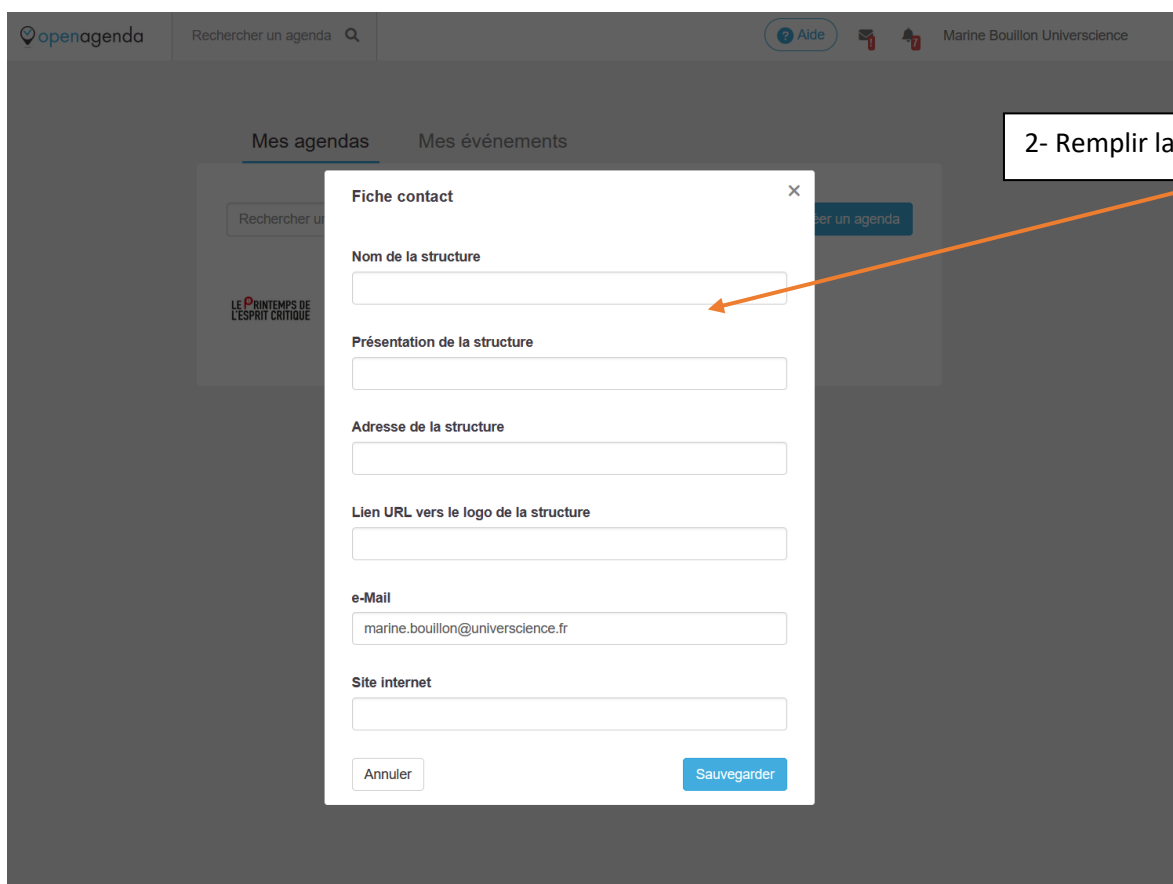 openagenda
Rechercher un agenda
Aide
!
7
Marine Bouillon Universcience
Mes agendas
Mes événements
2- Remplir la
Fiche contact
×
Rechercher un
er un agenda
Nom de la structure
LE PRINTEMPS DE
L'ESPRIT CRITIQUE
Présentation de la structure
Adresse de la structure
Lien URL vers le logo de la structure
e-Mail
marine.bouillon@universcience.fr
Site internet
Annuler
Sauvegarder